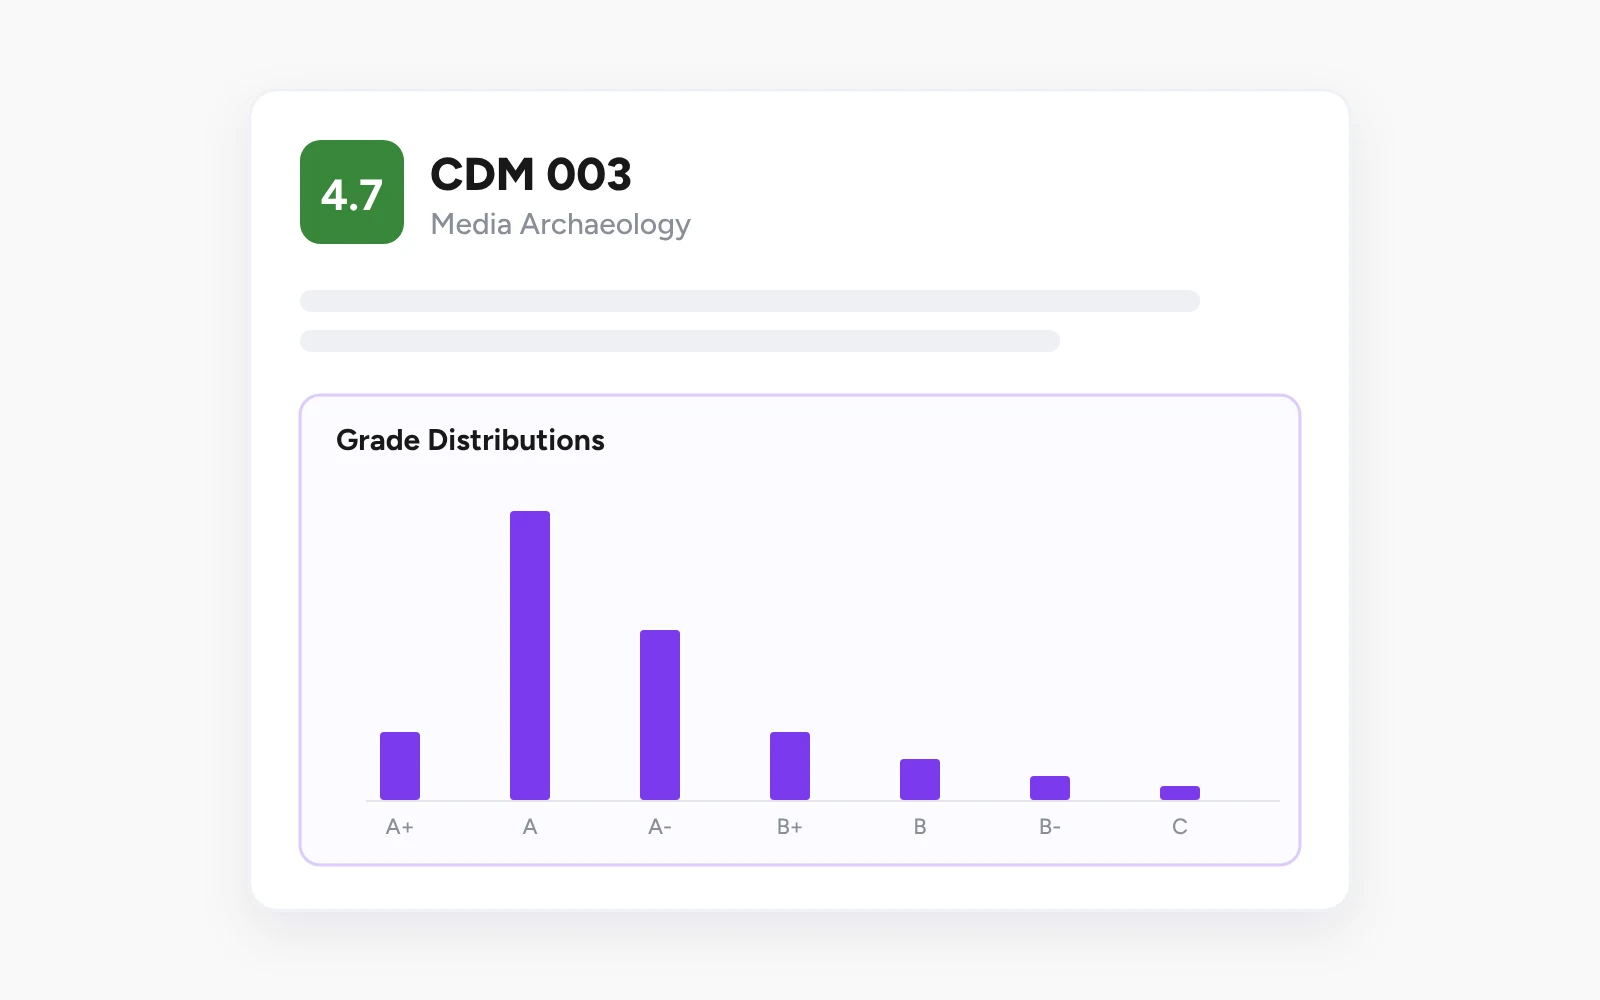 4.7
CDM 003
Media Archaeology
Grade Distributions
A+ A A- B+ B B- C